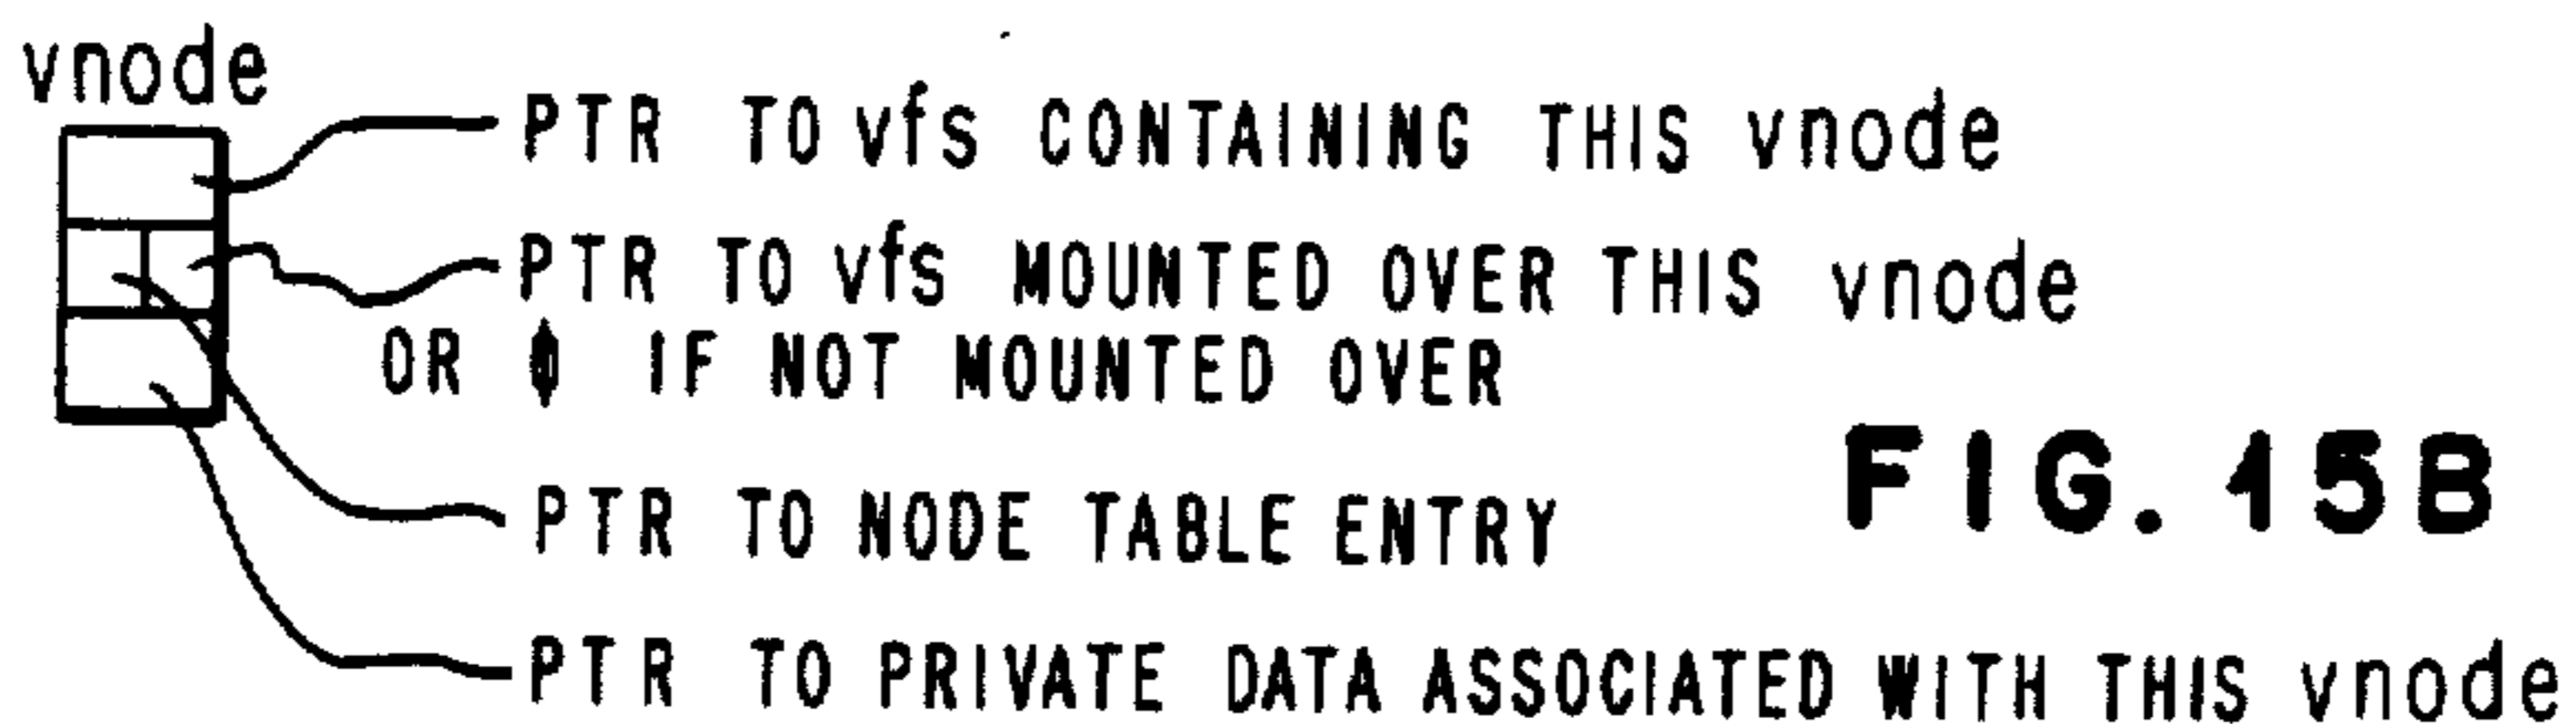 vnode
PTR TO vfs CONTAINING THIS vnode
PTR TO vfs MOUNTED OVER THIS vnode
OR φ IF NOT MOUNTED OVER
PTR TO NODE TABLE ENTRY
PTR TO PRIVATE DATA ASSOCIATED WITH THIS vnode
FIG. 15B